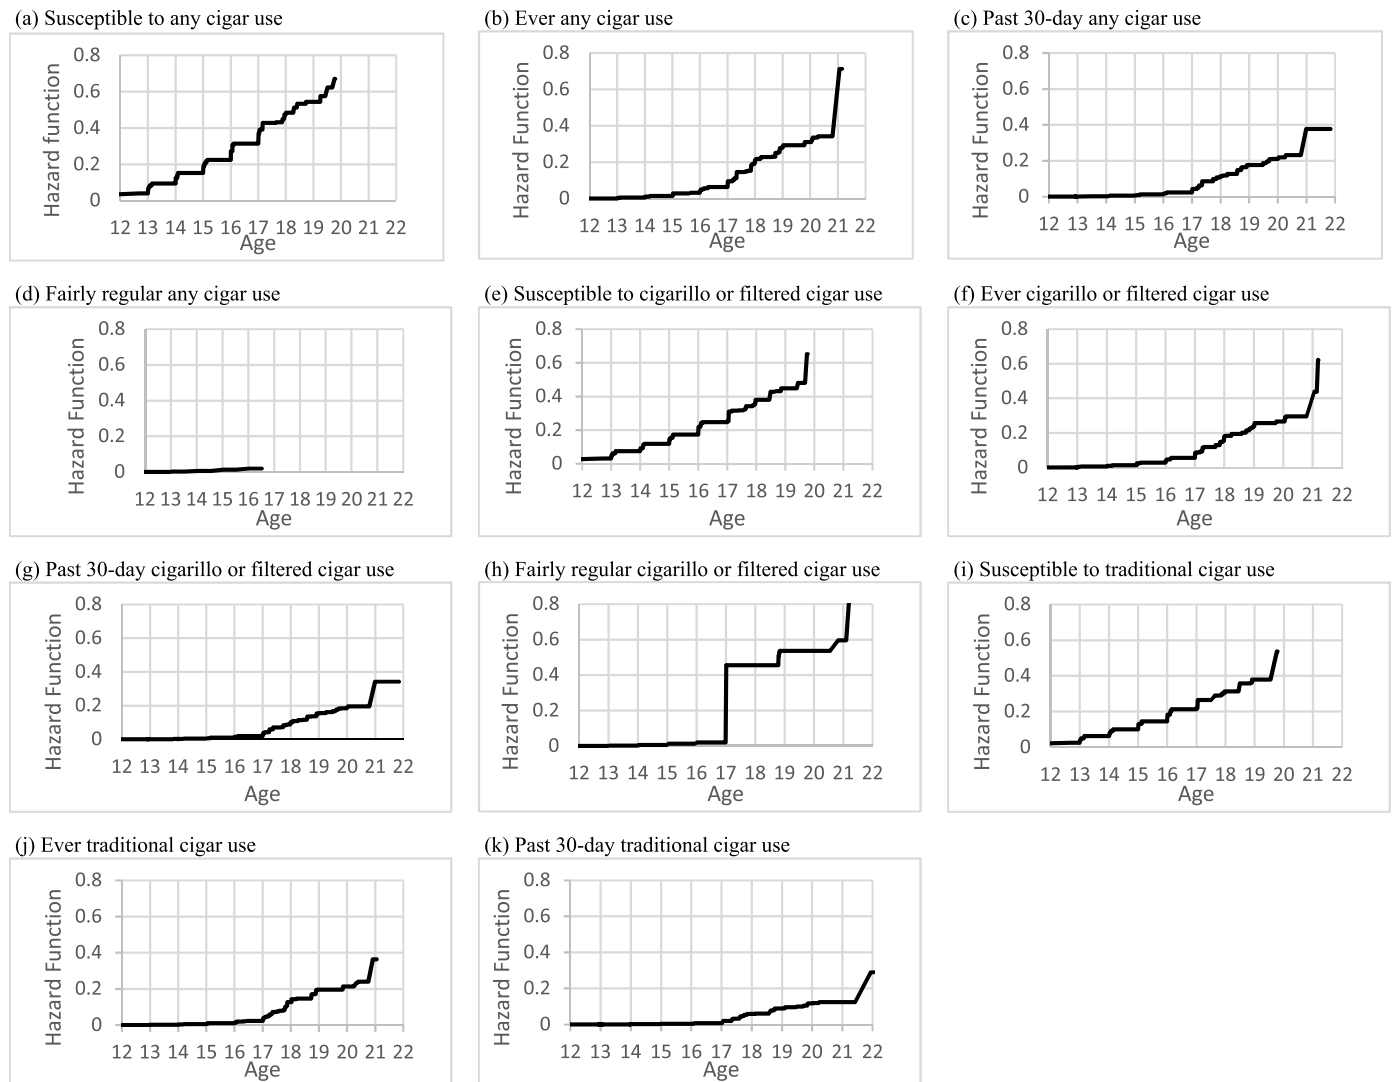 (a) Susceptible to any cigar use
Hazard function
0.8
0.6
0.4
0.2
0
12 13 14 15 16 17 18 19 20 21 22
Age
(b) Ever any cigar use
Hazard Function
0.8
0.6
0.4
0.2
0
12 13 14 15 16 17 18 19 20 21 22
Age
(c) Past 30-day any cigar use
Hazard Function
0.8
0.6
0.4
0.2
0
12 13 14 15 16 17 18 19 20 21 22
Age
(d) Fairly regular any cigar use
Hazard Function
0.8
0.6
0.4
0.2
0
12 13 14 15 16 17 18 19 20 21 22
Age
(e) Susceptible to cigarillo or filtered cigar use
Hazard Function
0.8
0.6
0.4
0.2
0
12 13 14 15 16 17 18 19 20 21 22
Age
(f) Ever cigarillo or filtered cigar use
Hazard Function
0.8
0.6
0.4
0.2
0
12 13 14 15 16 17 18 19 20 21 22
Age
(g) Past 30-day cigarillo or filtered cigar use
Hazard Function
0.8
0.6
0.4
0.2
0
12 13 14 15 16 17 18 19 20 21 22
Age
(h) Fairly regular cigarillo or filtered cigar use
Hazard Function
0.8
0.6
0.4
0.2
0
12 13 14 15 16 17 18 19 20 21 22
Age
(i) Susceptible to traditional cigar use
Hazard Function
0.8
0.6
0.4
0.2
0
12 13 14 15 16 17 18 19 20 21 22
Age
(j) Ever traditional cigar use
Hazard Function
0.8
0.6
0.4
0.2
0
12 13 14 15 16 17 18 19 20 21 22
Age
(k) Past 30-day traditional cigar use
Hazard Function
0.8
0.6
0.4
0.2
0
12 13 14 15 16 17 18 19 20 21 22
Age